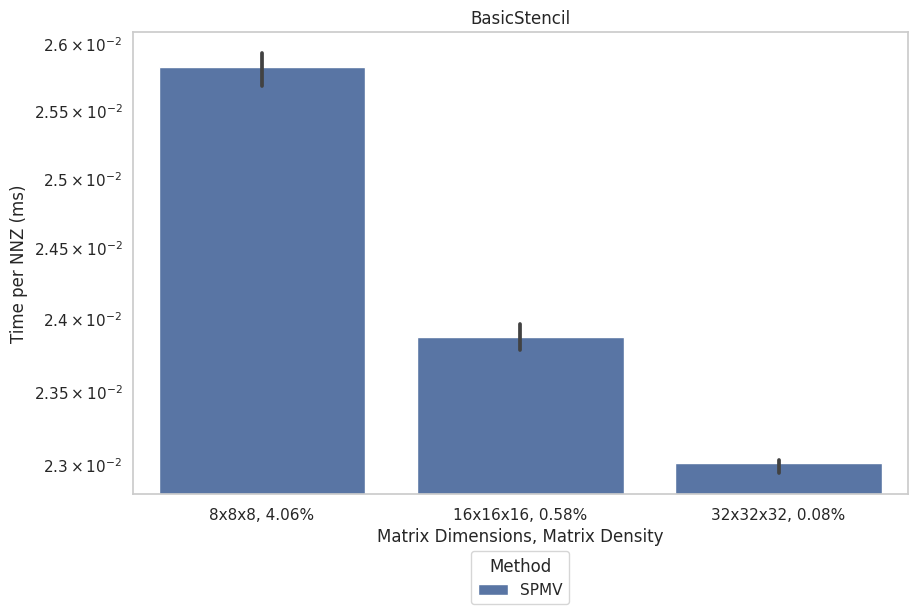 BasicStencil
Time per NNZ (ms)
2.6 × 10⁻²
2.55 × 10⁻²
2.5 × 10⁻²
2.45 × 10⁻²
2.4 × 10⁻²
2.35 × 10⁻²
2.3 × 10⁻²
8x8x8, 4.06%
16x16x16, 0.58%
32x32x32, 0.08%
Matrix Dimensions, Matrix Density
Method
SPMV